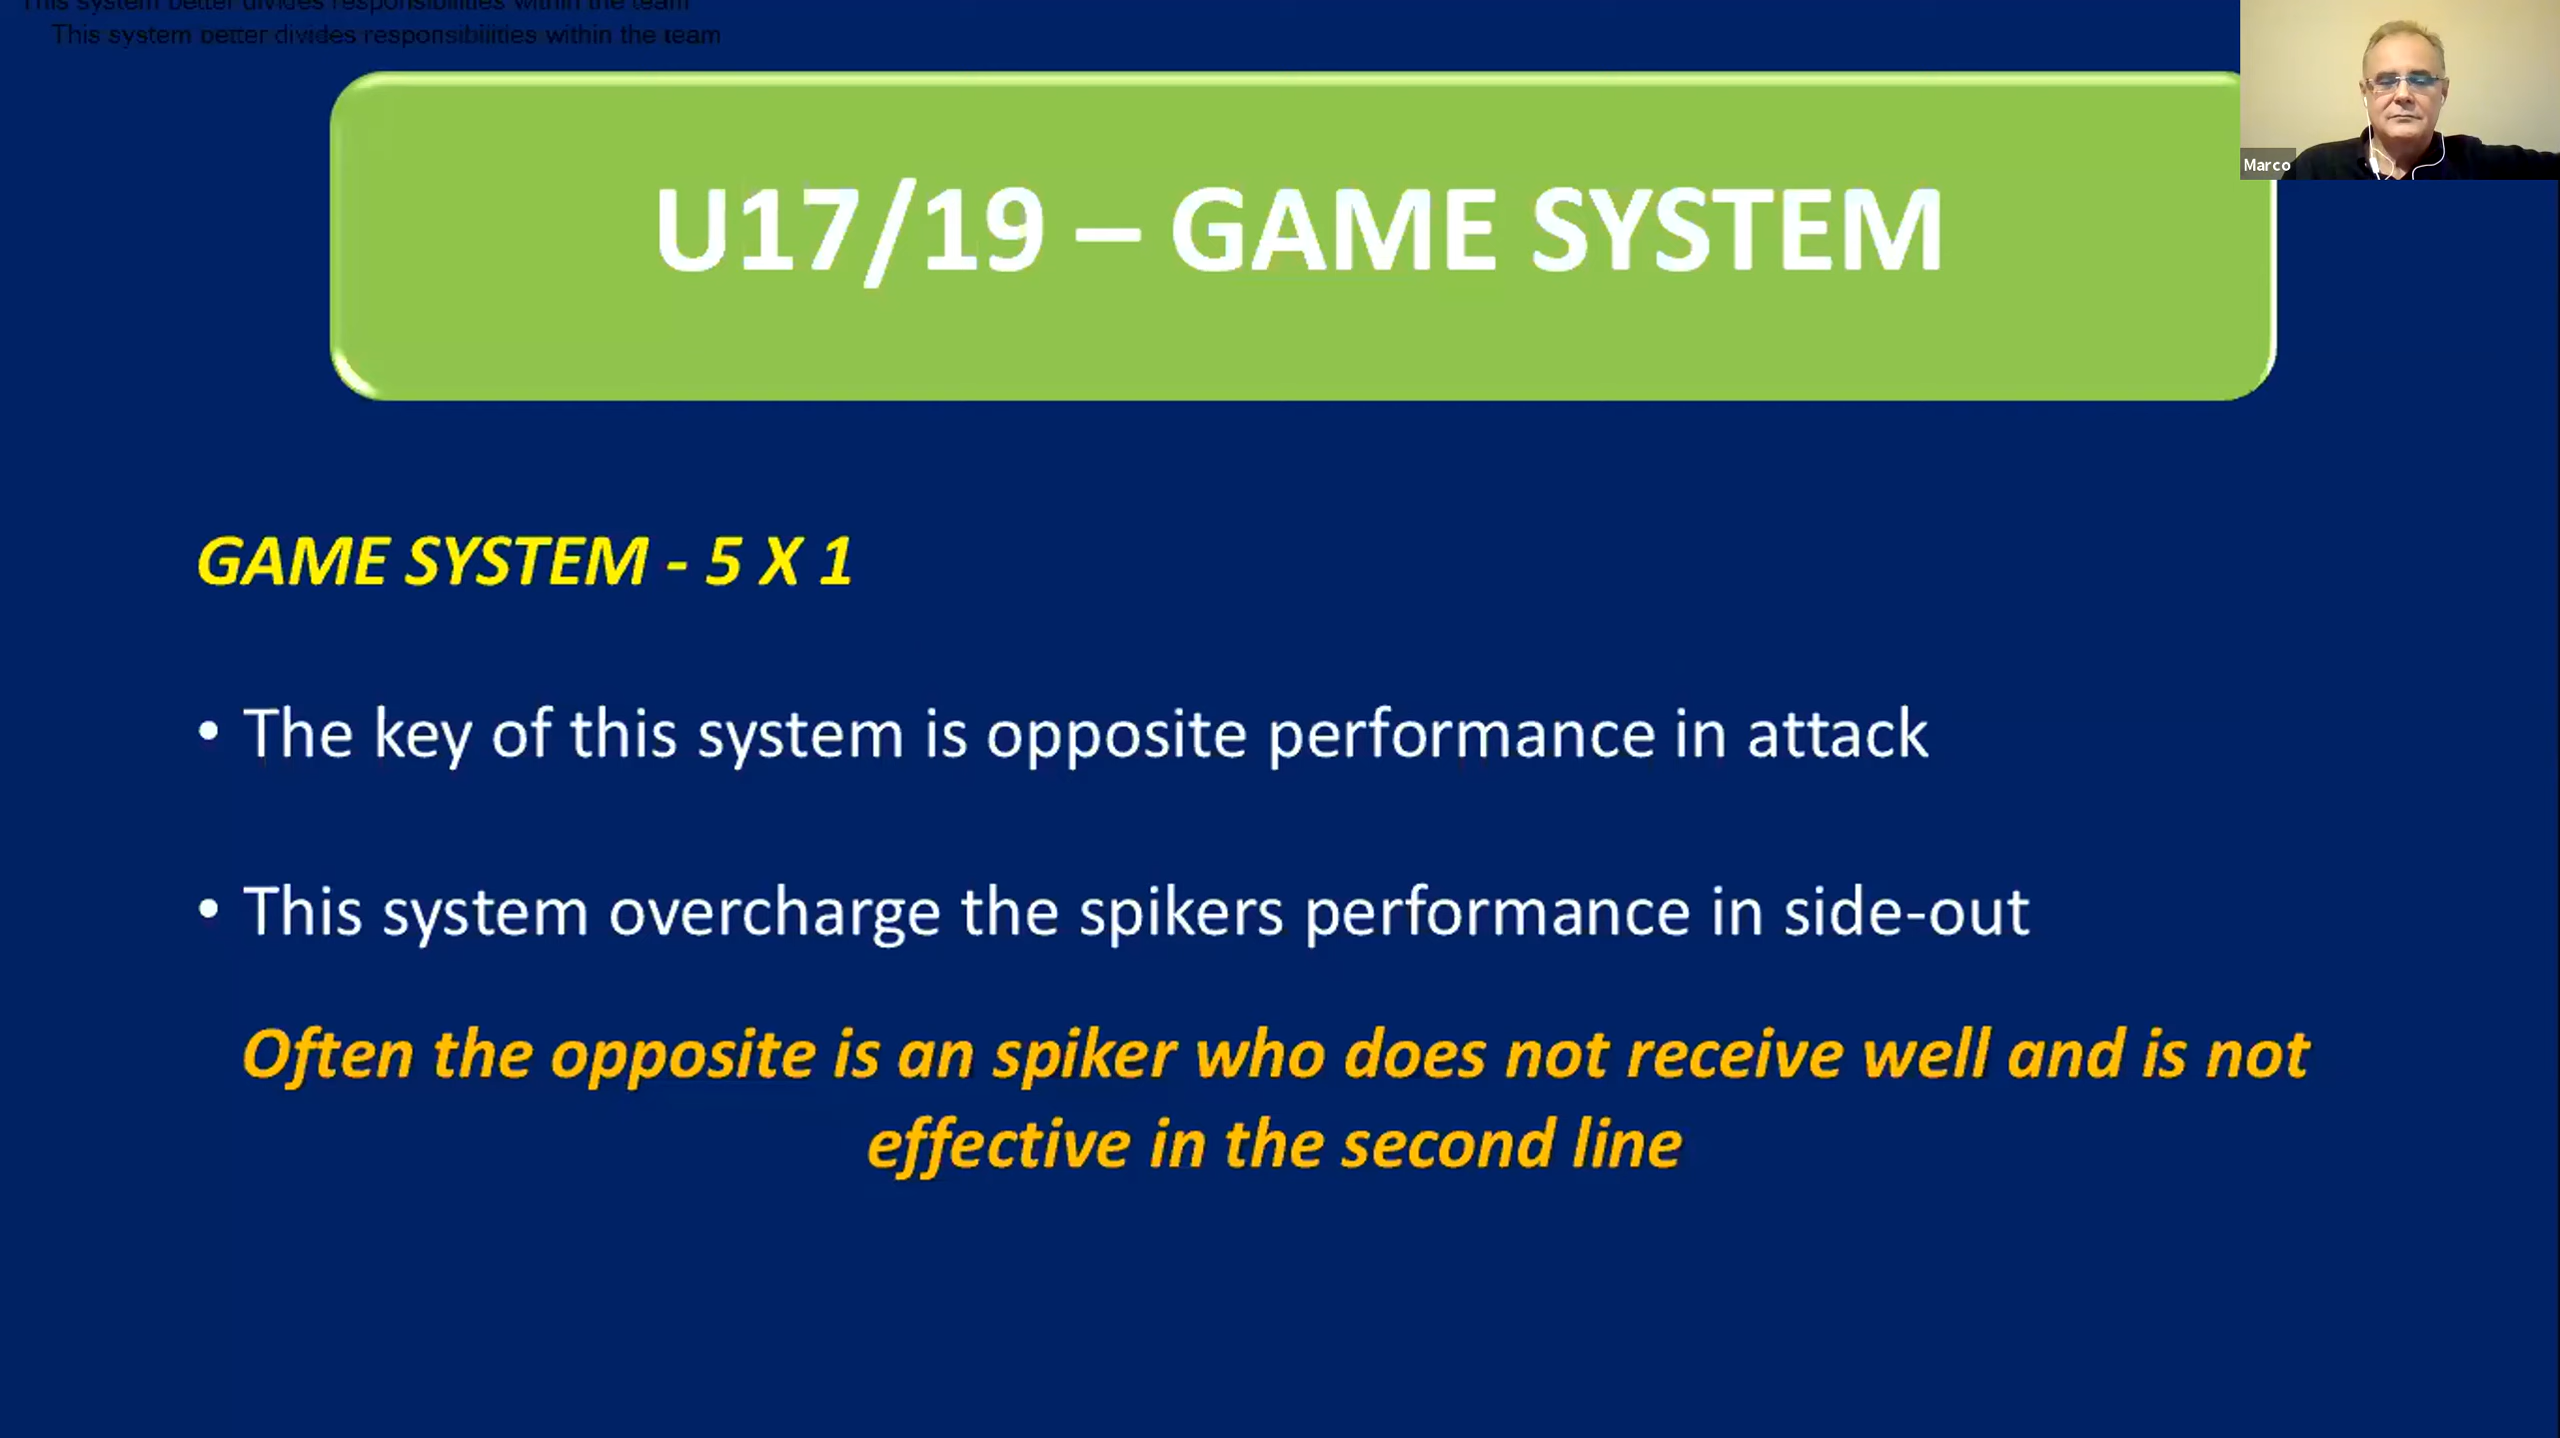 This system better divides responsibilities within the team
This system better divides responsibilities within the team
Marco
U17/19 – GAME SYSTEM
GAME SYSTEM - 5 X 1
• The key of this system is opposite performance in attack
• This system overcharge the spikers performance in side-out
Often the opposite is an spiker who does not receive well and is not
effective in the second line